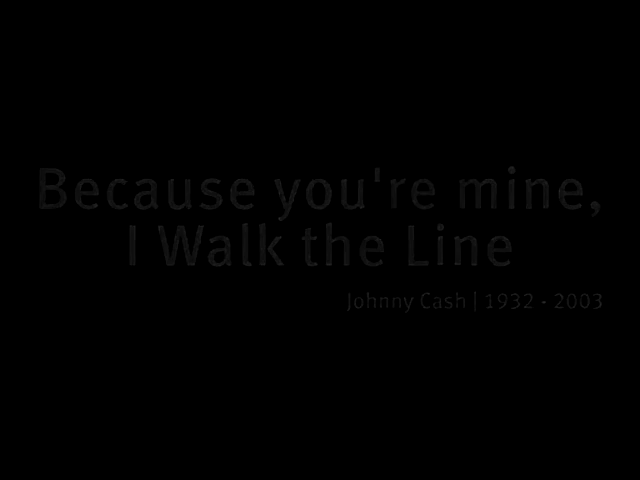 Because you're mine,
I Walk the Line
Johnny Cash | 1932 - 2003